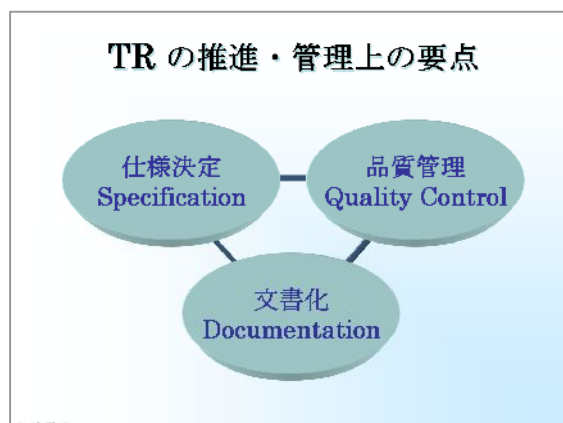 TR の推進・管理上の要点
仕様決定
Specification
品質管理
Quality Control
文書化
Documentation